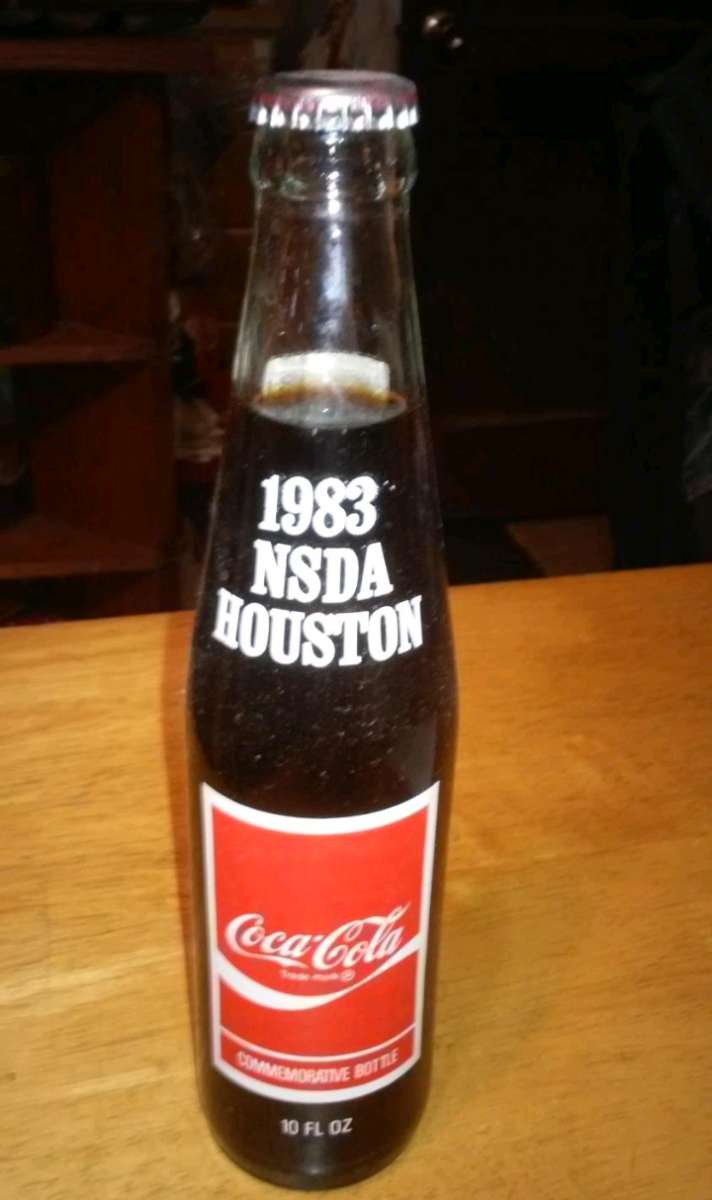 1983
NSDA
HOUSTON
Coca-Cola
Trade-mark ®
COMMEMORATIVE BOTTLE
10 FL OZ